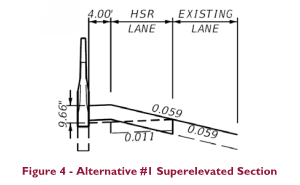 4.00' HSR EXISTING
LANE LANE
9.66"
0.059
0.011
0.059
Figure 4 - Alternative #1 Superelevated Section